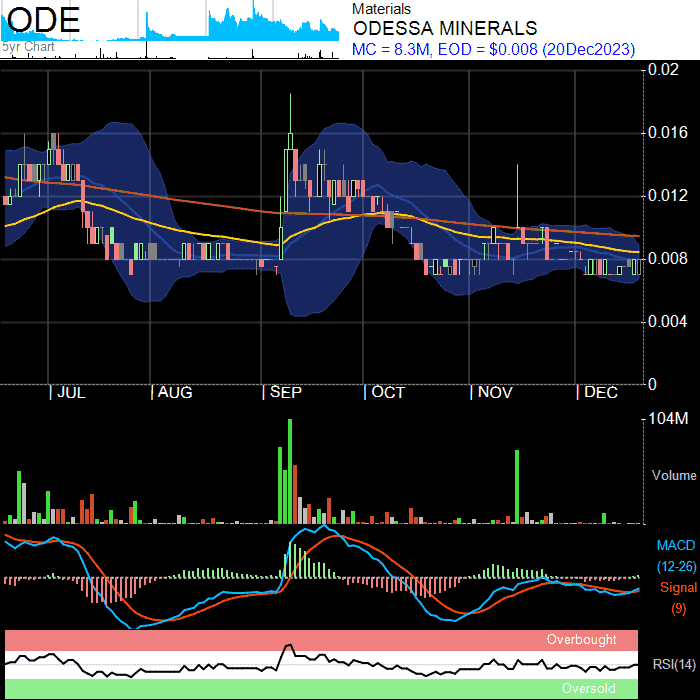 ODE
5yr Chart
Materials
ODESSA MINERALS
MC = 8.3M, EOD = $0.008 (20Dec2023)
0.02
0.016
0.012
0.008
0.004
0
JUL AUG SEP OCT NOV DEC
104M
Volume
MACD
(12-26)
Signal
(9)
Overbought
RSI(14)
Oversold